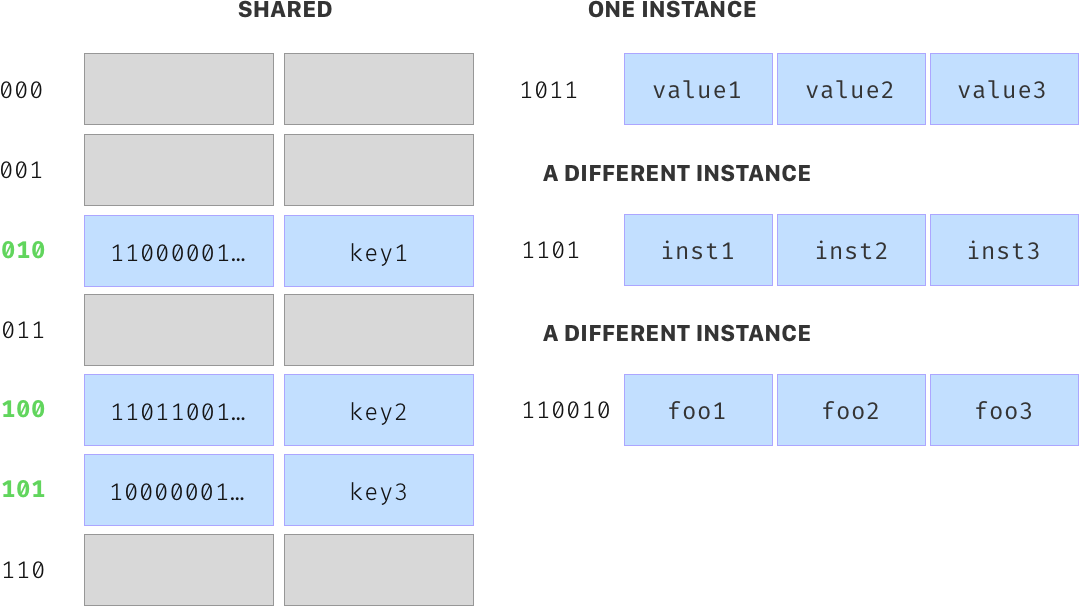 SHARED
000
001
010 11000001… key1
011
100 11011001… key2
101 10000001… key3
110
ONE INSTANCE
1011 value1 value2 value3
A DIFFERENT INSTANCE
1101 inst1 inst2 inst3
A DIFFERENT INSTANCE
110010 foo1 foo2 foo3